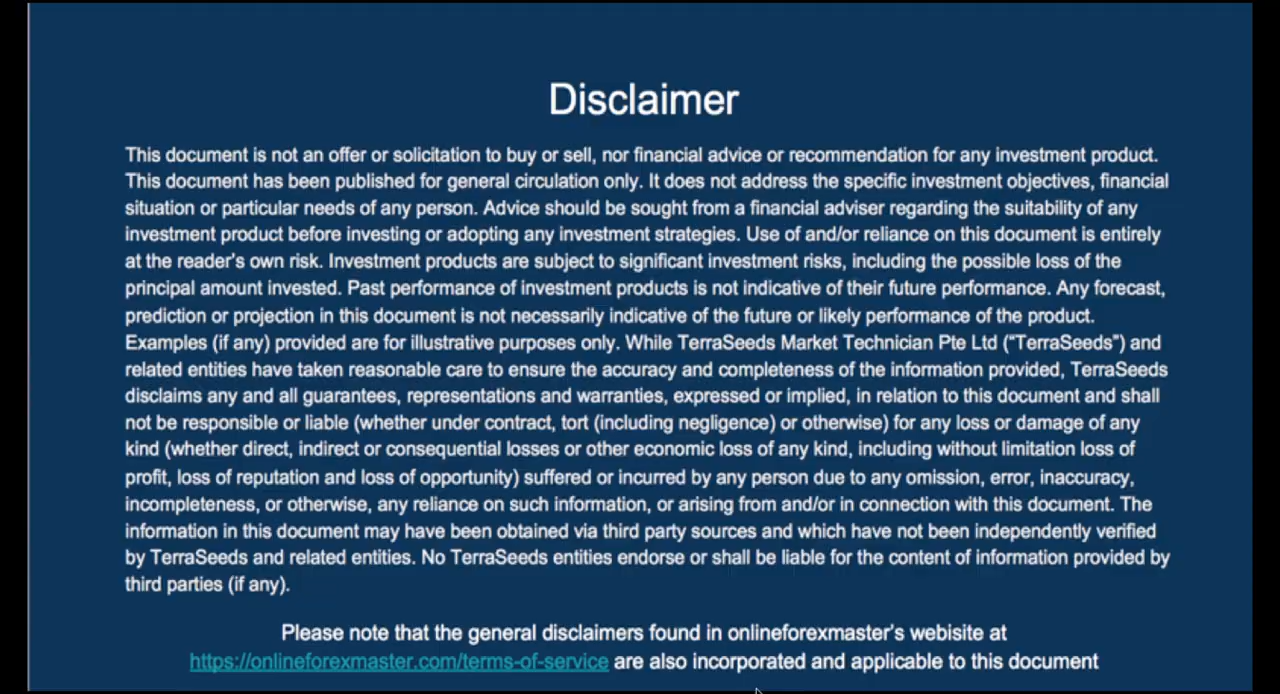 Disclaimer
This document is not an offer or solicitation to buy or sell, nor financial advice or recommendation for any investment product.
This document has been published for general circulation only. It does not address the specific investment objectives, financial
situation or particular needs of any person. Advice should be sought from a financial adviser regarding the suitability of any
investment product before investing or adopting any investment strategies. Use of and/or reliance on this document is entirely
at the reader's own risk. Investment products are subject to significant investment risks, including the possible loss of the
principal amount invested. Past performance of investment products is not indicative of their future performance. Any forecast,
prediction or projection in this document is not necessarily indicative of the future or likely performance of the product.
Examples (if any) provided are for illustrative purposes only. While TerraSeeds Market Technician Pte Ltd (“TerraSeeds”) and
related entities have taken reasonable care to ensure the accuracy and completeness of the information provided, TerraSeeds
disclaims any and all guarantees, representations and warranties, expressed or implied, in relation to this document and shall
not be responsible or liable (whether under contract, tort (including negligence) or otherwise) for any loss or damage of any
kind (whether direct, indirect or consequential losses or other economic loss of any kind, including without limitation loss of
profit, loss of reputation and loss of opportunity) suffered or incurred by any person due to any omission, error, inaccuracy,
incompleteness, or otherwise, any reliance on such information, or arising from and/or in connection with this document. The
information in this document may have been obtained via third party sources and which have not been independently verified
by TerraSeeds and related entities. No TerraSeeds entities endorse or shall be liable for the content of information provided by
third parties (if any).
Please note that the general disclaimers found in onlineforexmaster's webisite at
https://onlineforexmaster.com/terms-of-service are also incorporated and applicable to this document